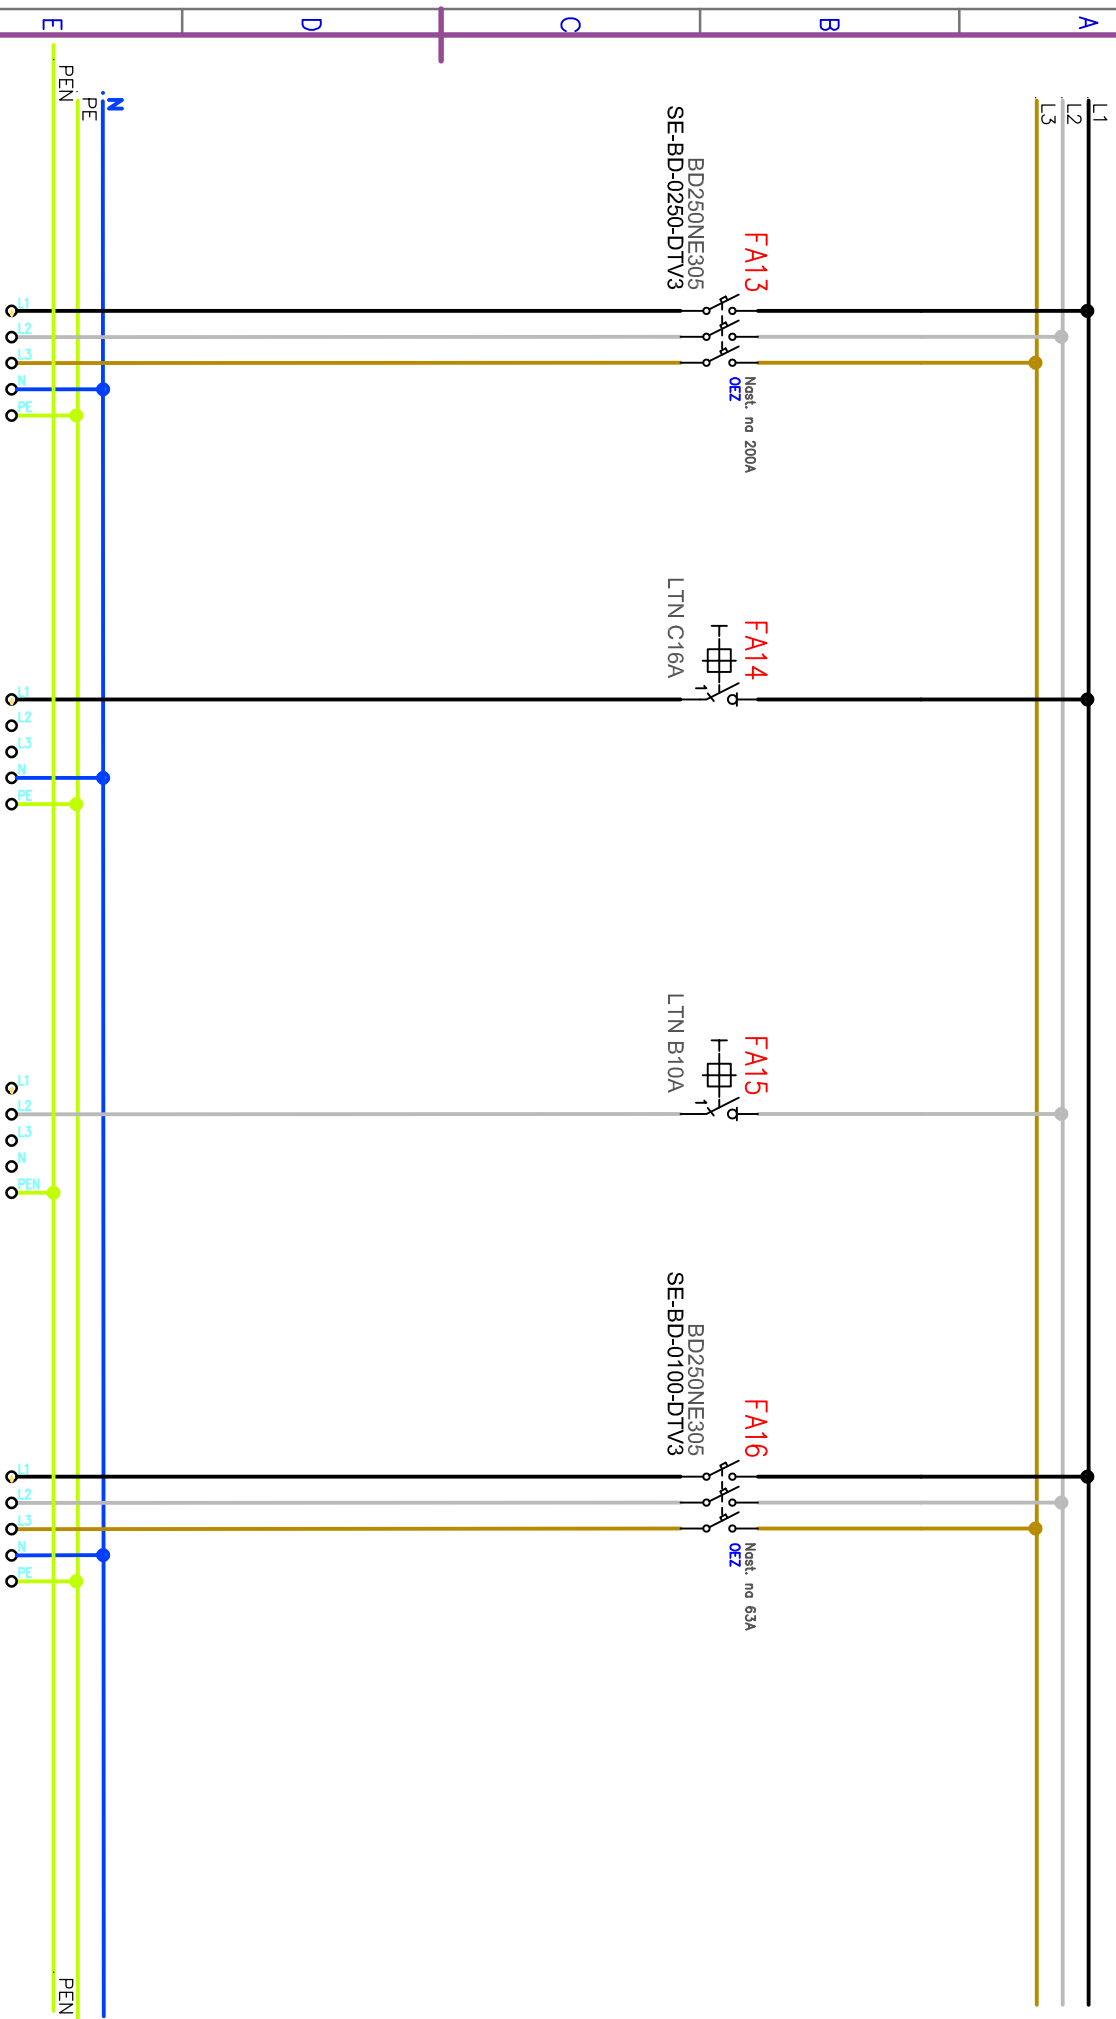 A
B
C
D
E
L1
L2
L3
N
PE
PEN
FA13
BD250NE305
SE-BD-0250-DTV3
Nast. na 200A
OEZ
L1
L2
L3
N
PE
FA14
LTN C16A
1
L1
L2
L3
N
PE
FA15
LTN B10A
1
L1
L2
L3
N
PEN
FA16
BD250NE305
SE-BD-0100-DTV3
Nast. na 63A
OEZ
L1
L2
L3
N
PE
PEN